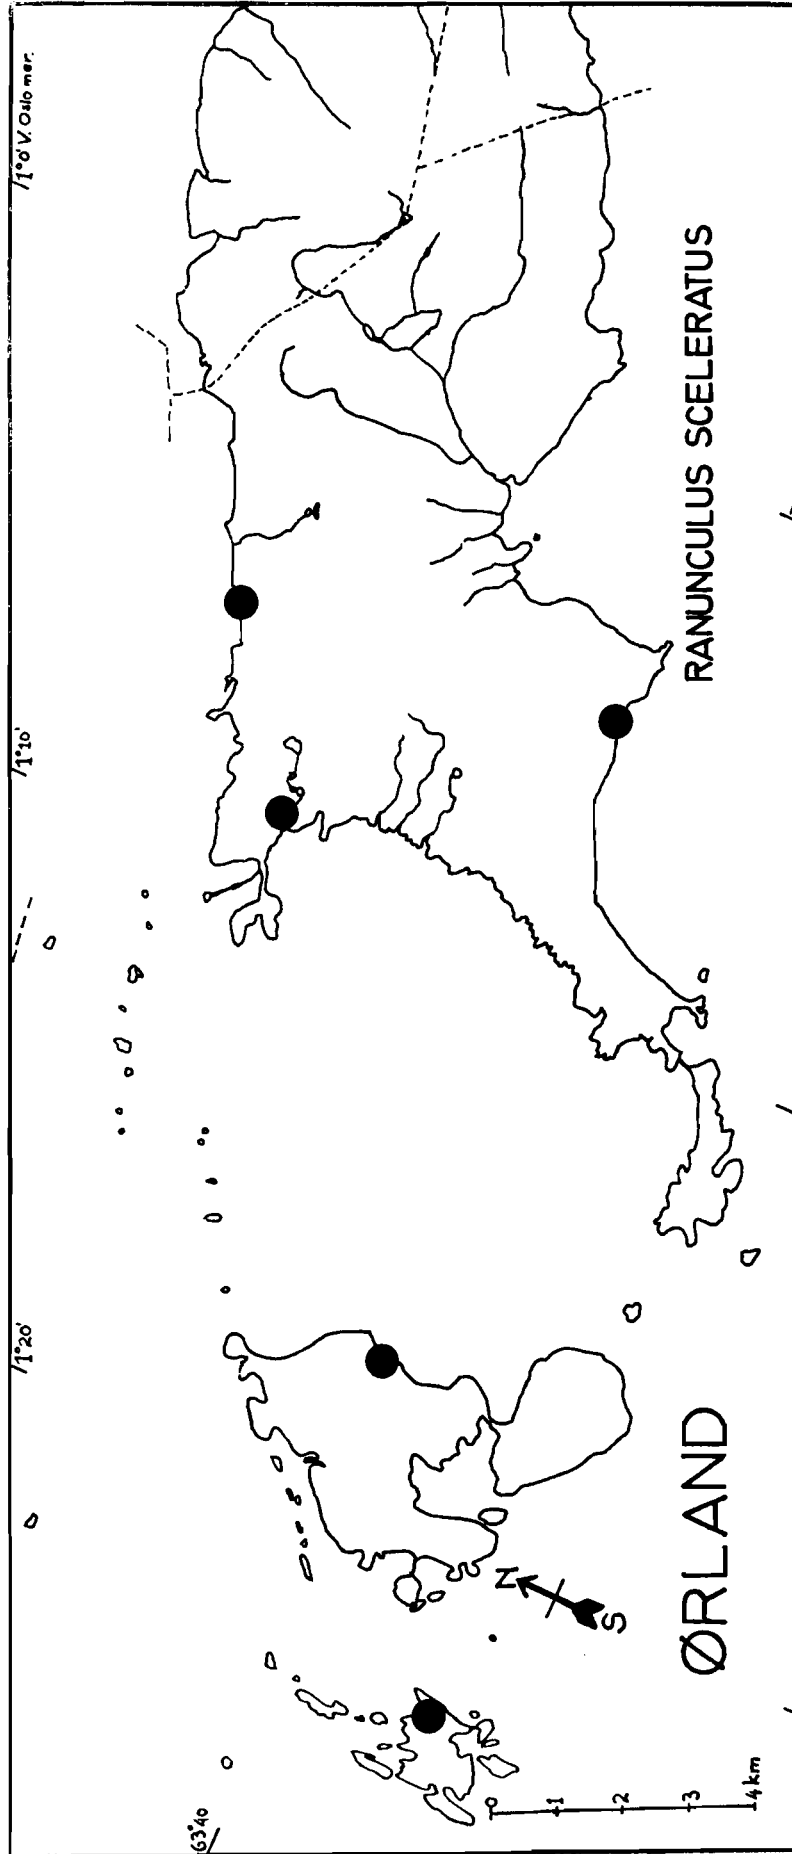 1°0' V. Oslo mer.
1°10'
1°20'
63°40
RANUNCULUS SCELERATUS
ØRLAND
N
S
0
1
2
3
4 km